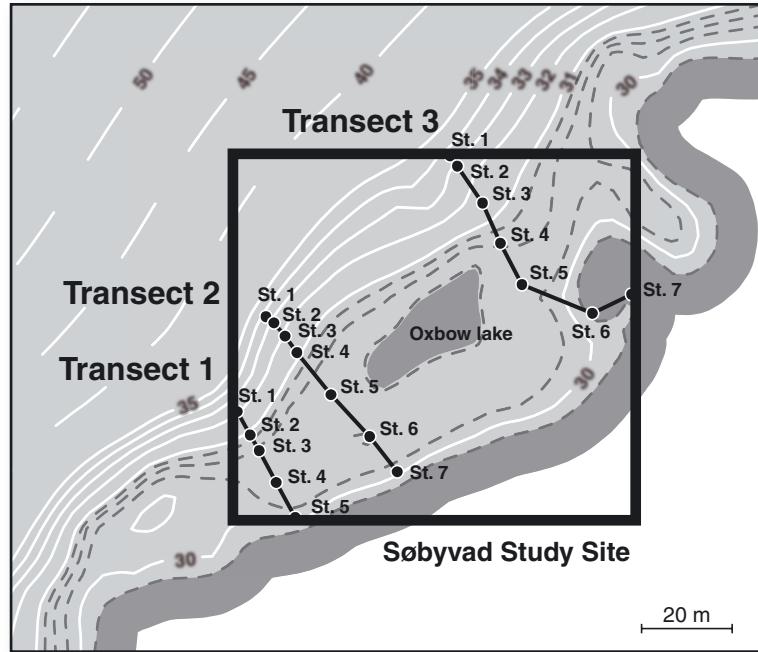 50
45
40
35
34
33
32
31
30
Transect 3
St. 1
St. 2
St. 3
St. 4
St. 5
St. 6
St. 7
Transect 2
St. 1
St. 2
St. 3
St. 4
St. 5
St. 6
St. 7
Oxbow lake
Transect 1
35
St. 1
St. 2
St. 3
St. 4
St. 5
30
30
Søbyvad Study Site
20 m